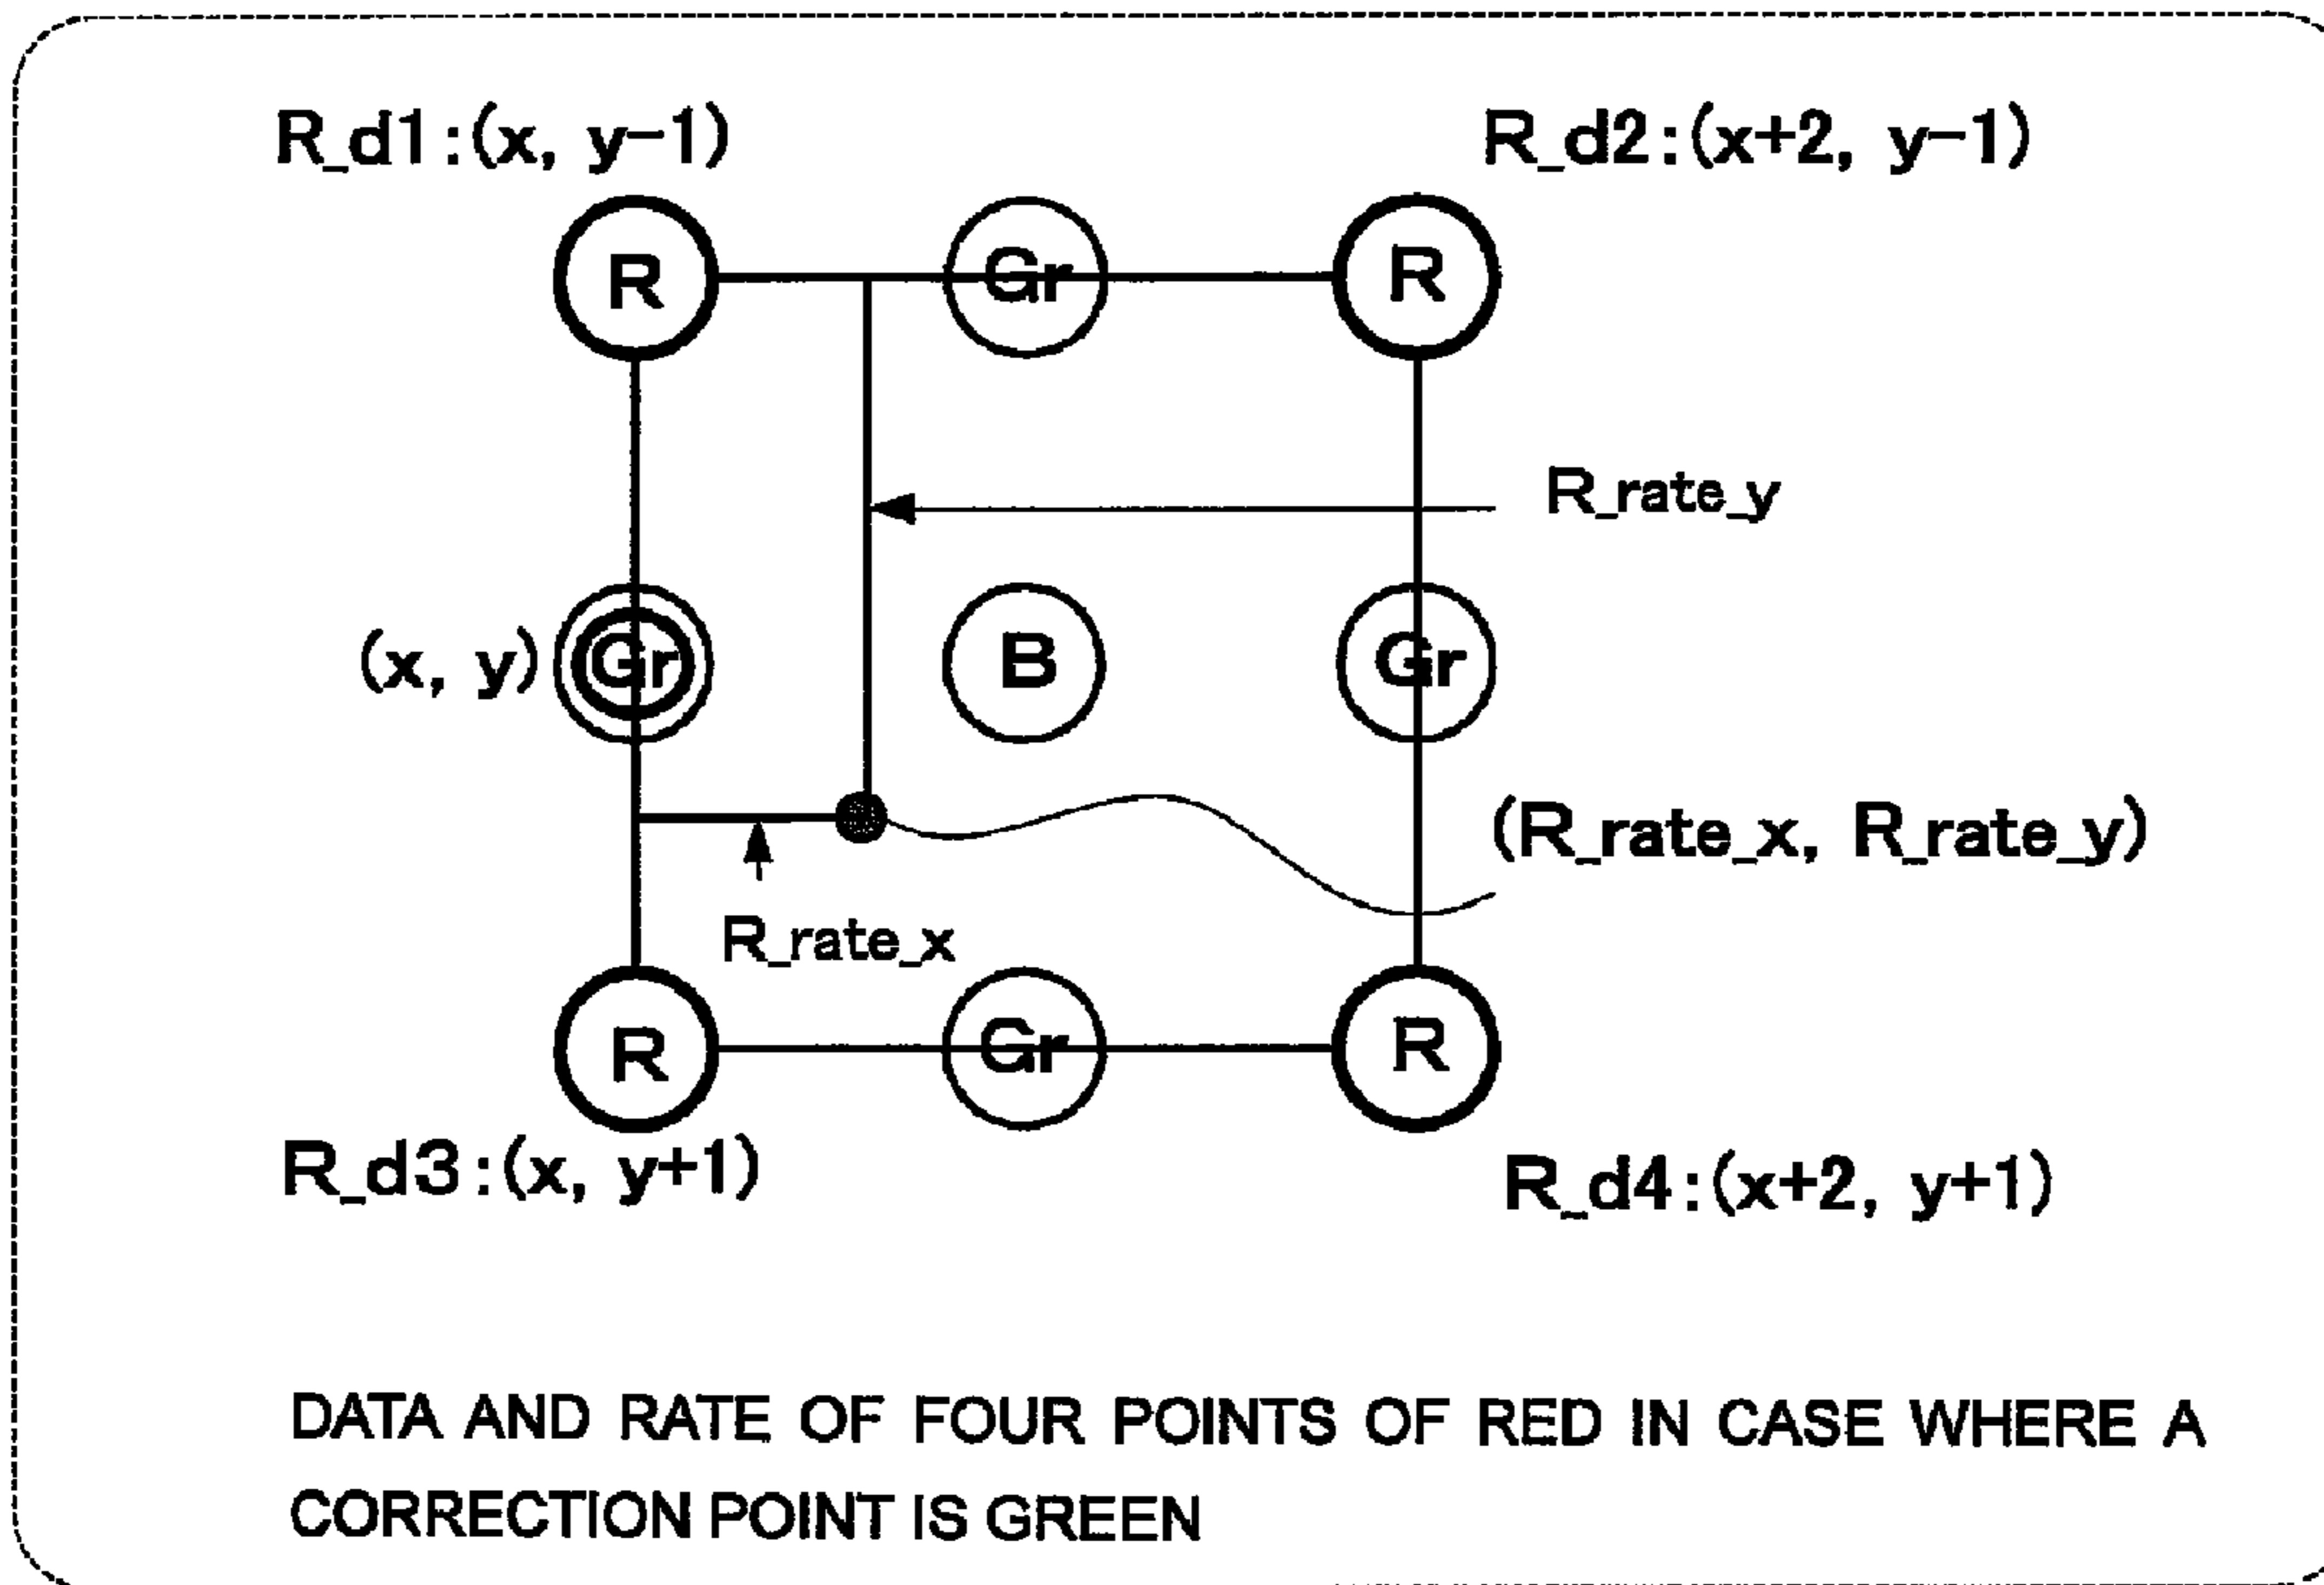 R_d1:(x, y−1)
R_d2:(x+2, y−1)
R
Gr
R
R_rate_y
(x, y)
Gr
B
Gr
(R_rate_x, R_rate_y)
R_rate_x
R
Gr
R
R_d3:(x, y+1)
R_d4:(x+2, y+1)
DATA AND RATE OF FOUR POINTS OF RED IN CASE WHERE A
CORRECTION POINT IS GREEN